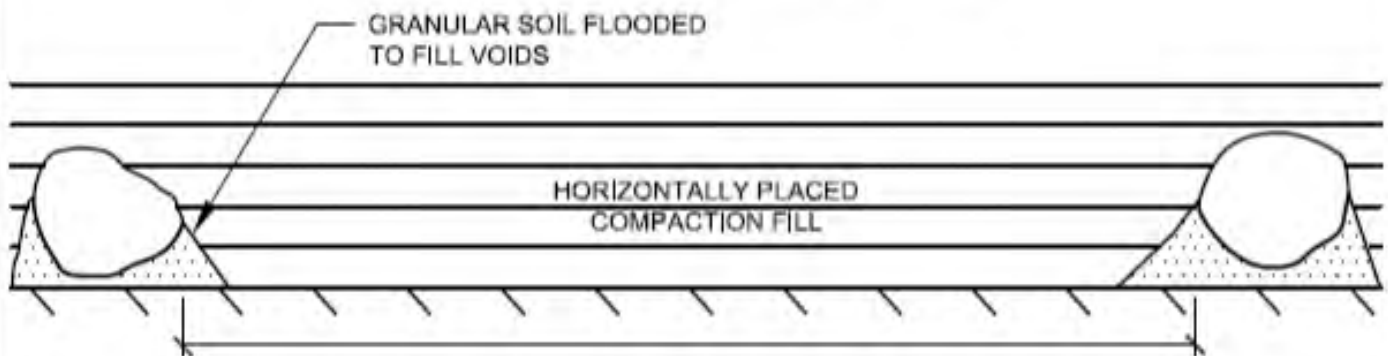 GRANULAR SOIL FLOODED
TO FILL VOIDS
HORIZONTALLY PLACED
COMPACTION FILL